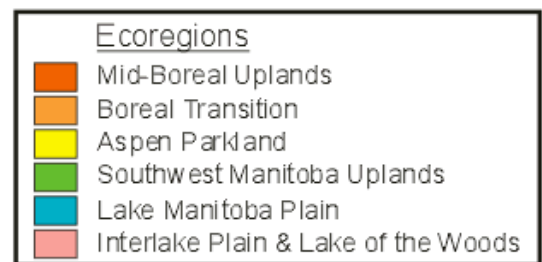 Ecoregions
Mid-Boreal Uplands
Boreal Transition
Aspen Parkland
Southwest Manitoba Uplands
Lake Manitoba Plain
Interlake Plain & Lake of the Woods